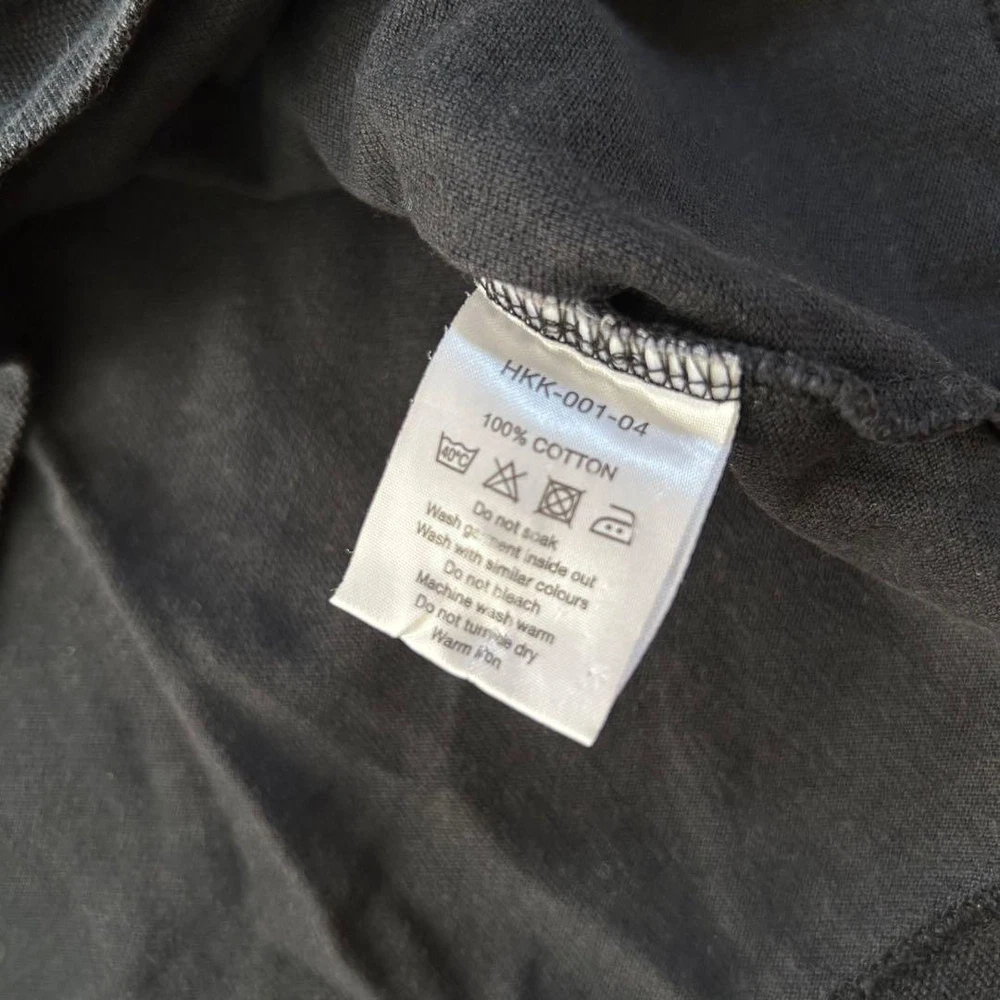 HKK-001-04
100% COTTON
40°C
Do not soak
Wash garment inside out
Wash with similar colours
Do not bleach
Machine wash warm
Do not tumble dry
Warm iron